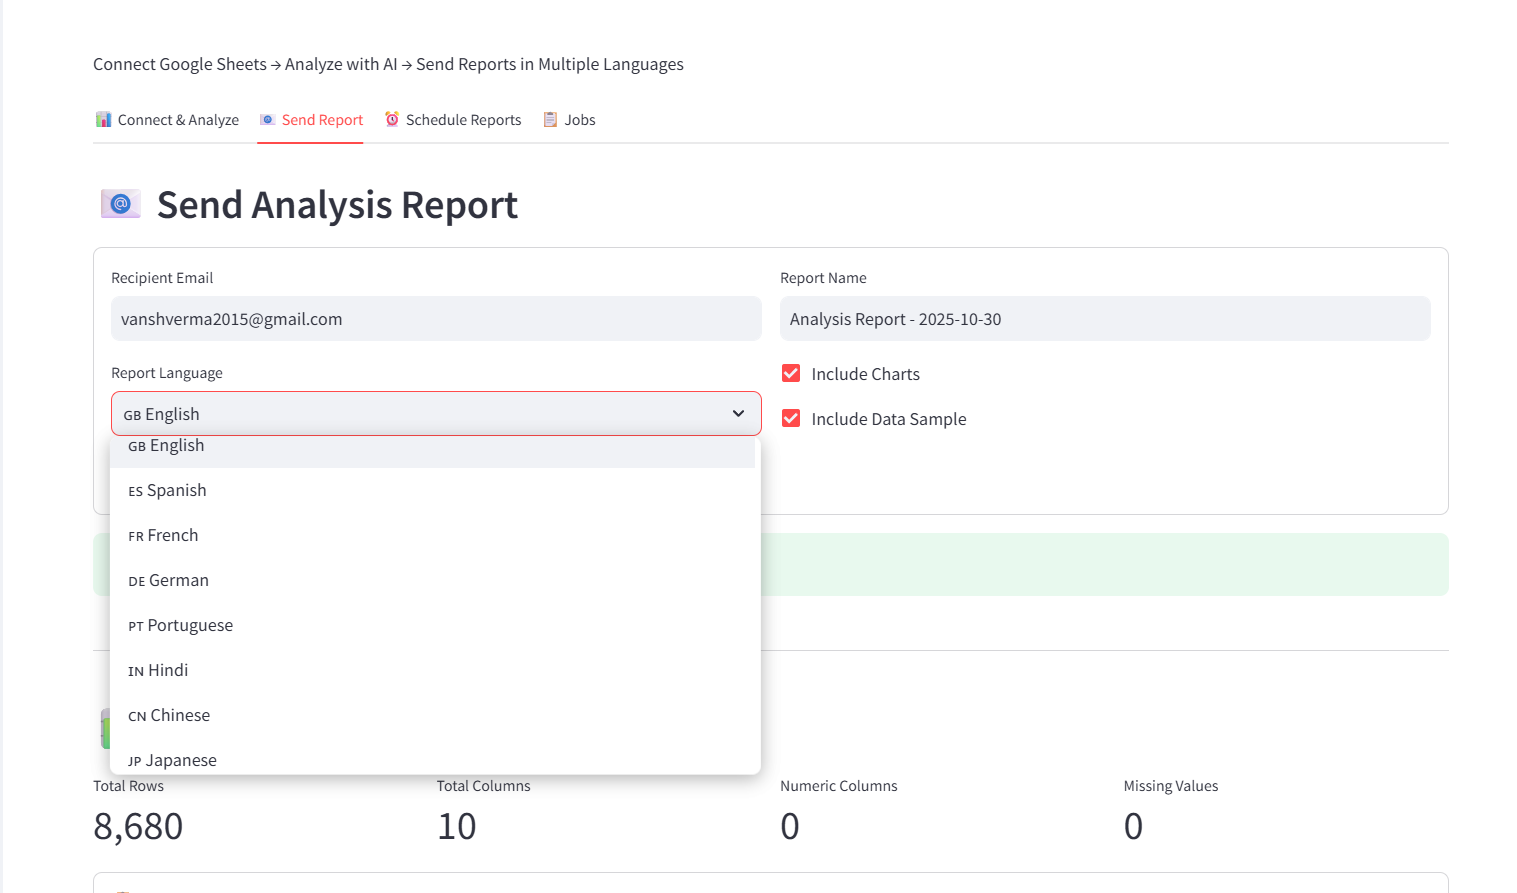 Connect Google Sheets → Analyze with AI → Send Reports in Multiple Languages
Connect & Analyze Send Report Schedule Reports Jobs
Send Analysis Report
Recipient Email
vanshverma2015@gmail.com
Report Name
Analysis Report - 2025-10-30
Report Language
GB English
Include Charts
Include Data Sample
GB English
ES Spanish
FR French
DE German
PT Portuguese
IN Hindi
CN Chinese
JP Japanese
Total Rows
8,680
Total Columns
10
Numeric Columns
0
Missing Values
0